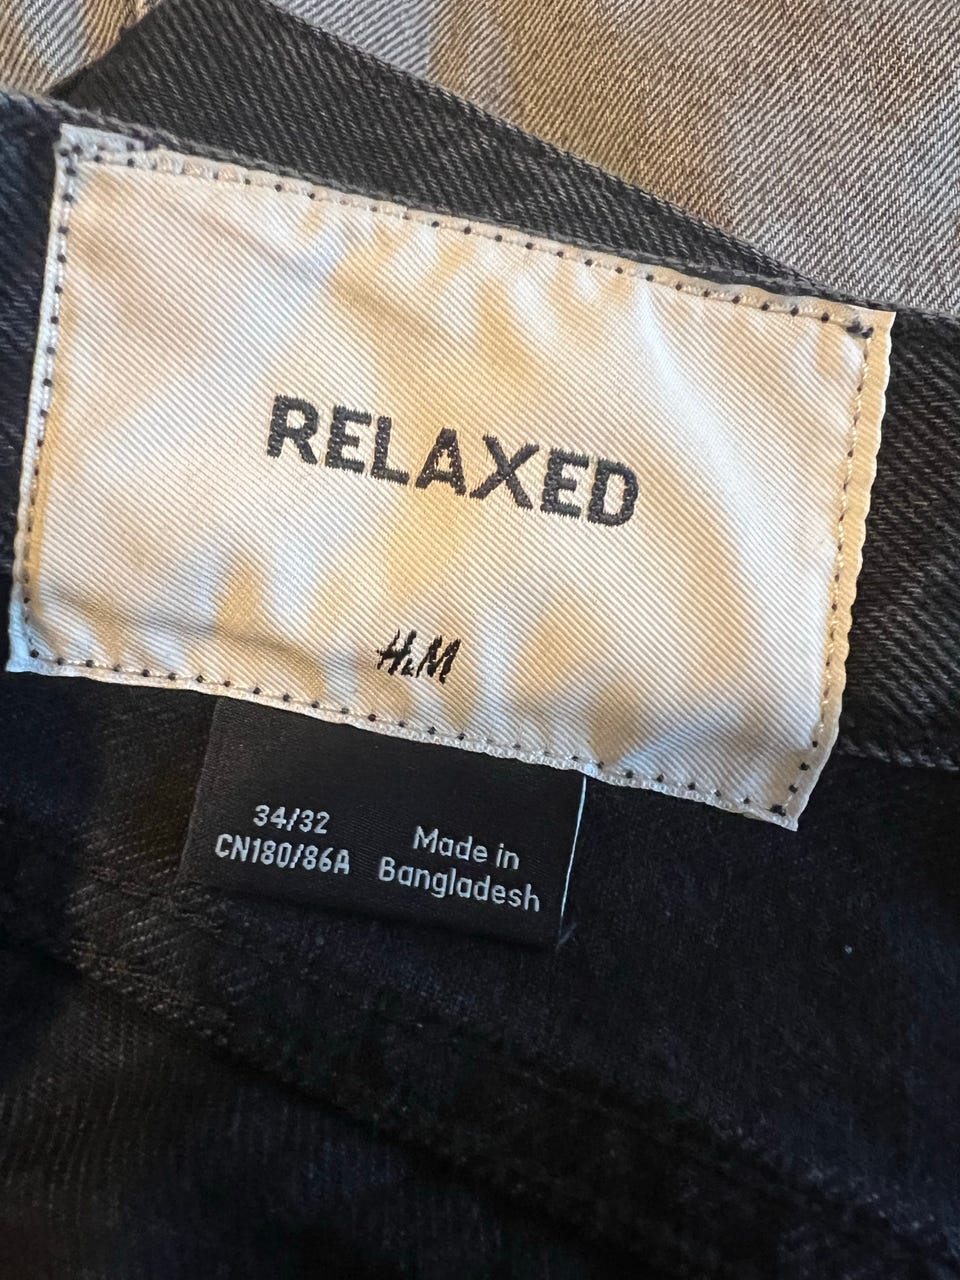 RELAXED
H&M
34/32
CN180/86A
Made in
Bangladesh